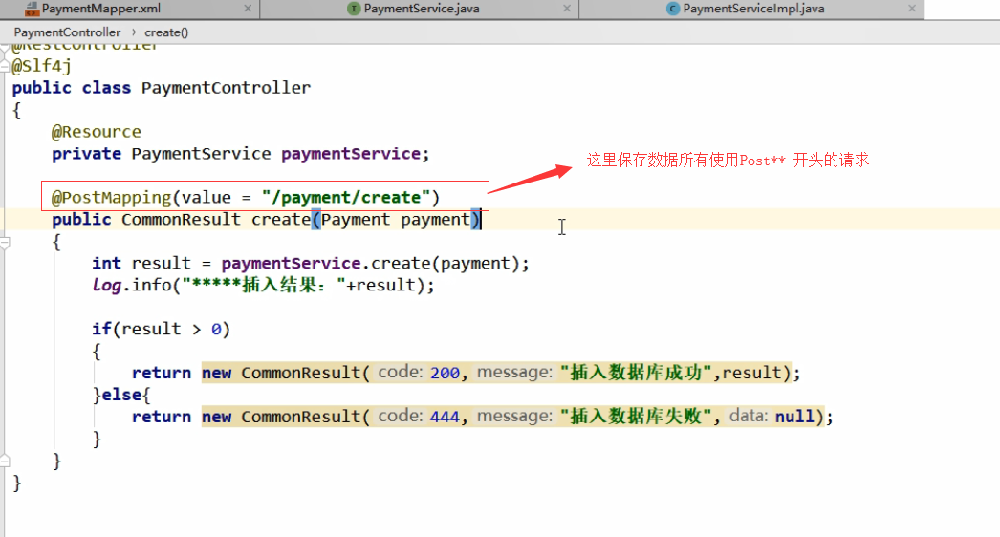 PaymentMapper.xml PaymentService.java PaymentServiceImpl.java
PaymentController › create()
@RestController
@Slf4j
public class PaymentController
{
@Resource
private PaymentService paymentService;
这里保存数据所有使用Post** 开头的请求
@PostMapping(value = "/payment/create")
public CommonResult create(Payment payment)
{
int result = paymentService.create(payment);
log.info("*****插入结果："+result);
if(result > 0)
{
return new CommonResult( code: 200, message: "插入数据库成功",result);
}else{
return new CommonResult( code: 444, message: "插入数据库失败", data: null);
}
}
}